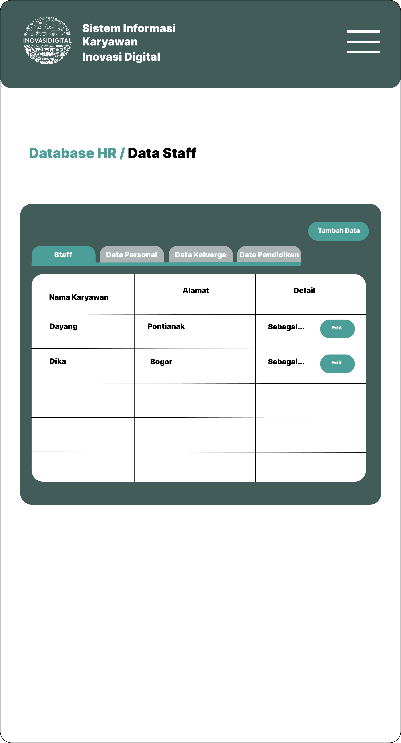 INOVASIDIGITAL
Sistem Informasi
Karyawan
Inovasi Digital
Database HR / Data Staff
Tambah Data
Staff
Data Personal
Data Keluarga
Data Pendidikan
Nama Karyawan
Alamat
Detail
Dayang
Pontianak
Sebagai...
Edit
Dika
Bogor
Sebagai...
Edit